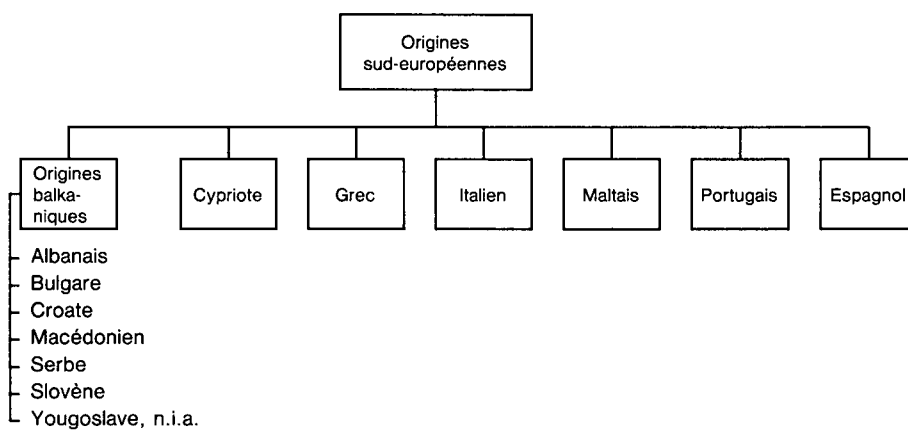 Origines
sud-européennes
Origines
balka-
niques
Cypriote
Grec
Italien
Maltais
Portugais
Espagnol
Albanais
Bulgare
Croate
Macédonien
Serbe
Slovène
Yougoslave, n.i.a.